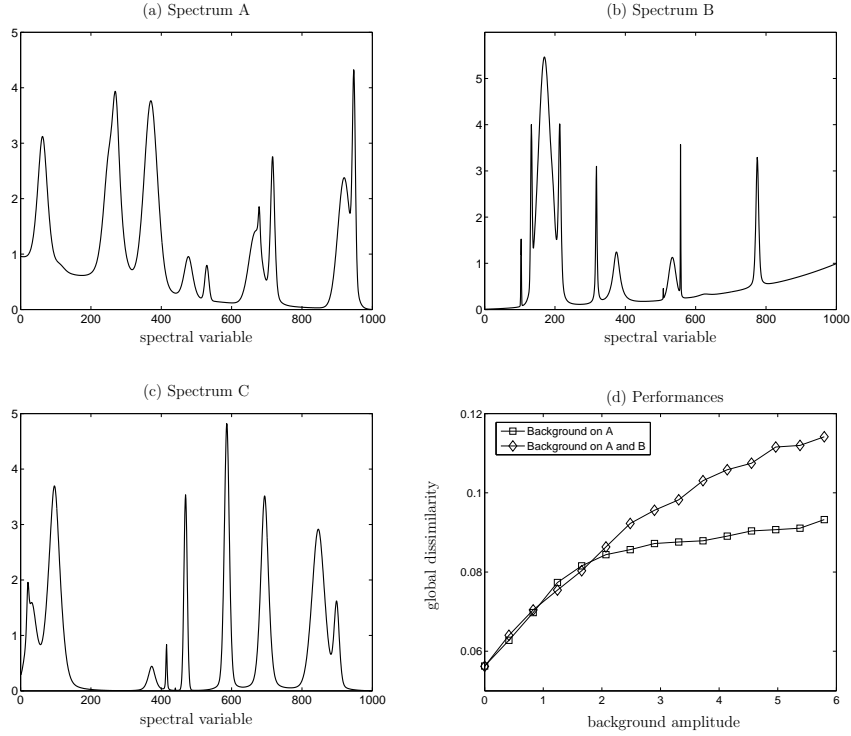 (a) Spectrum A
5
4
3
2
1
0
0 200 400 600 800 1000
spectral variable
(b) Spectrum B
5
4
3
2
1
0
0 200 400 600 800 1000
spectral variable
(c) Spectrum C
5
4
3
2
1
0
0 200 400 600 800 1000
spectral variable
(d) Performances
0.12
0.1
0.08
0.06
global dissimilarity
Background on A
Background on A and B
0 1 2 3 4 5 6
background amplitude